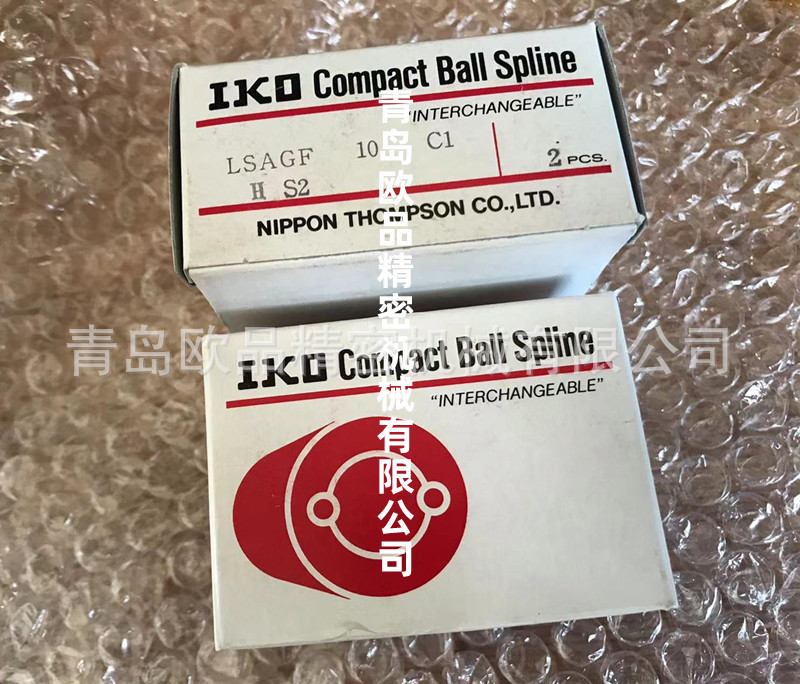 IKO Compact Ball Spline
"INTERCHANGEABLE"
LSAGF 10 C1
H S2
2 PCS.
NIPPON THOMPSON CO.,LTD.
青岛欧品精密机械有限公司
青岛欧品精密机械有限公司
IKO Compact Ball Spline
"INTERCHANGEABLE"